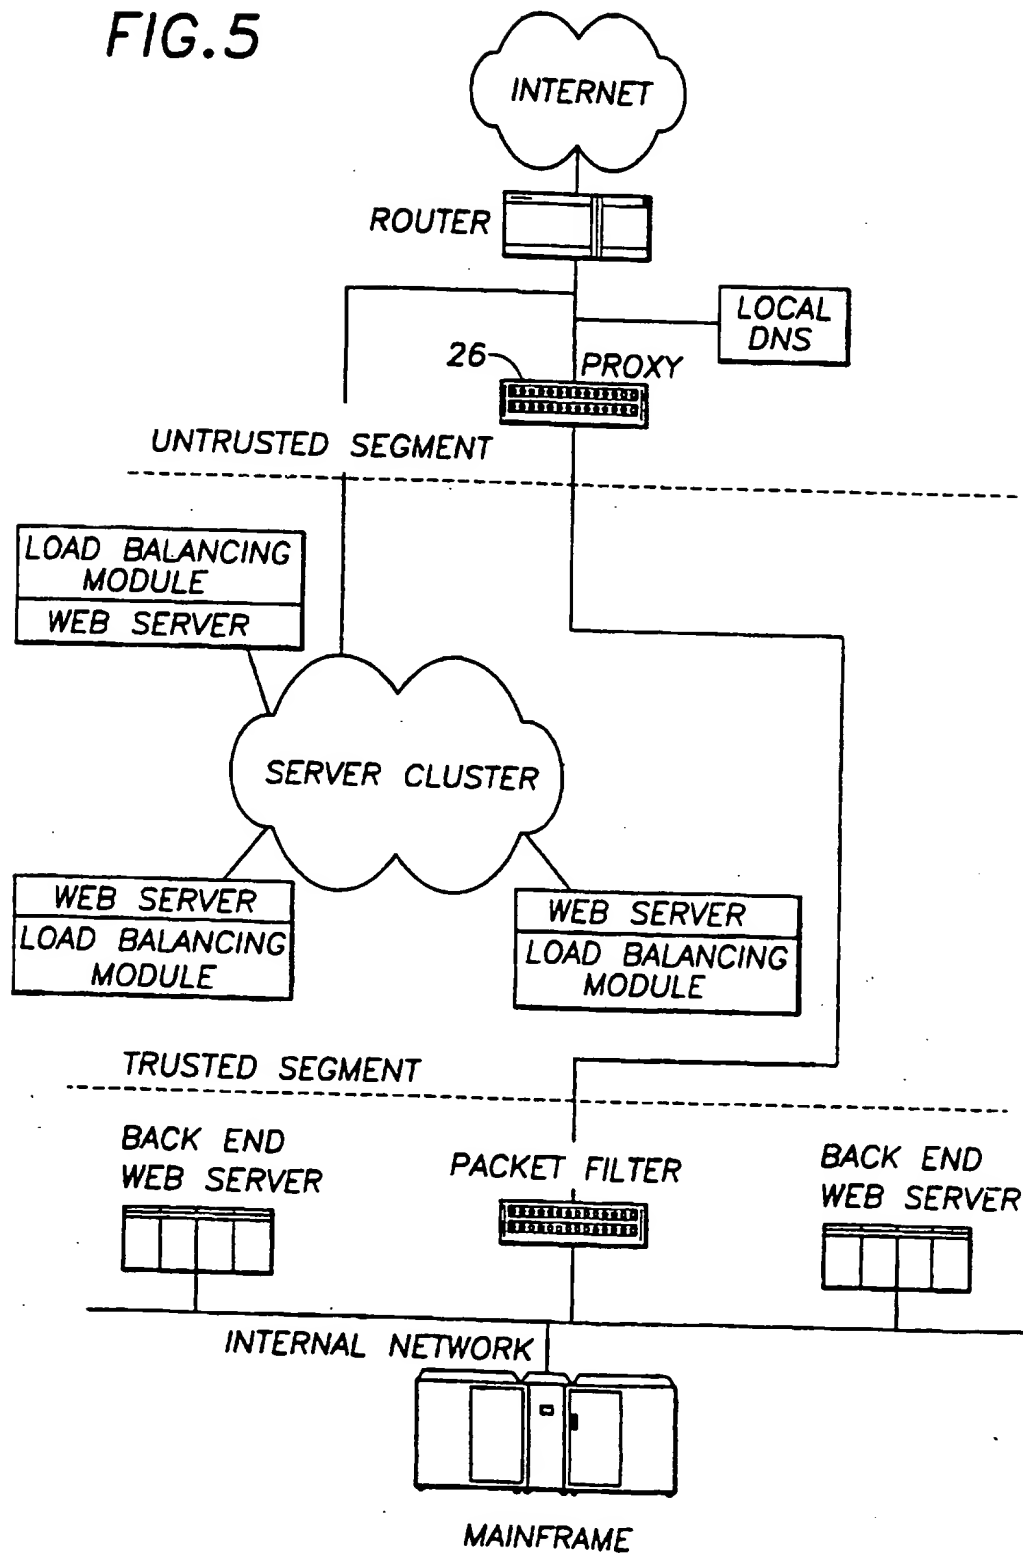 FIG.5
INTERNET
ROUTER
LOCAL
DNS
26
PROXY
UNTRUSTED SEGMENT
LOAD BALANCING
MODULE
WEB SERVER
SERVER CLUSTER
WEB SERVER
LOAD BALANCING
MODULE
WEB SERVER
LOAD BALANCING
MODULE
TRUSTED SEGMENT
BACK END
WEB SERVER
PACKET FILTER
BACK END
WEB SERVER
INTERNAL NETWORK
MAINFRAME